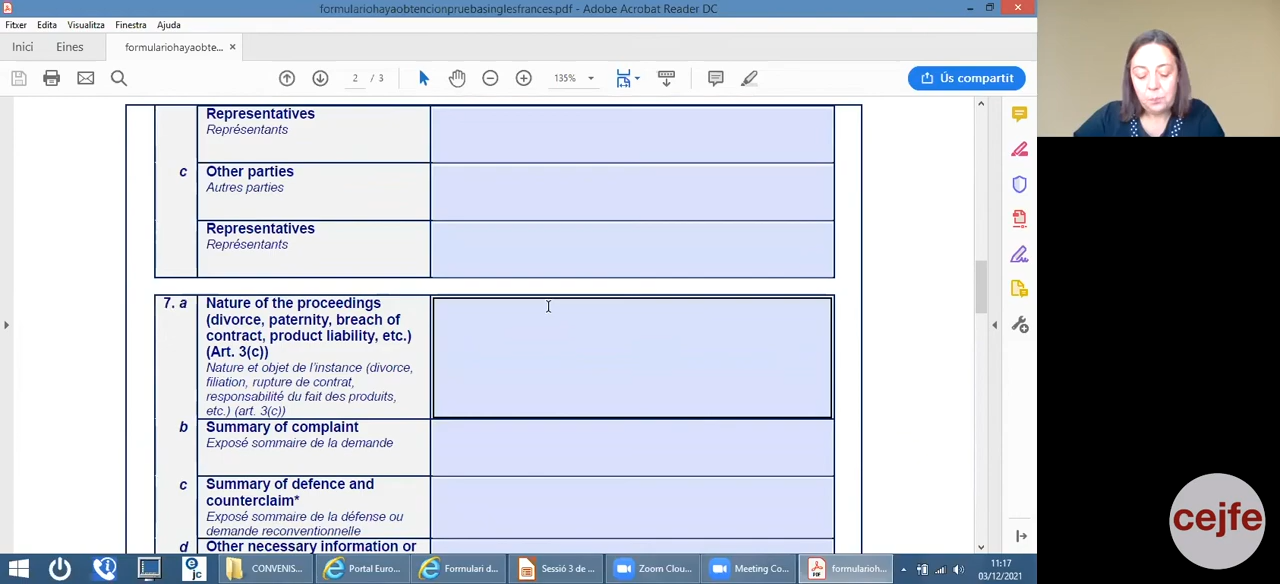 formulariohayaobtencionpruebasinglesfrances.pdf - Adobe Acrobat Reader DC
Fitxer Edita Visualitza Finestra Ajuda
Inici Eines formulariohayaobte... ×
2 / 3 135% Ús compartit
Representatives
Représentants
c Other parties
Autres parties
Representatives
Représentants
7. a Nature of the proceedings
(divorce, paternity, breach of
contract, product liability, etc.)
(Art. 3(c))
Nature et objet de l'instance (divorce,
filiation, rupture de contrat,
responsabilité du fait des produits,
etc.) (art. 3(c))
b Summary of complaint
Exposé sommaire de la demande
c Summary of defence and
counterclaim*
Exposé sommaire de la défense ou
demande reconventionnelle
d Other necessary information or
cejfe
CONVENIS... Portal Euro... Formulari d... Sessió 3 de ... Zoom Clou... Meeting Co... formularioh...
11:17
03/12/2021